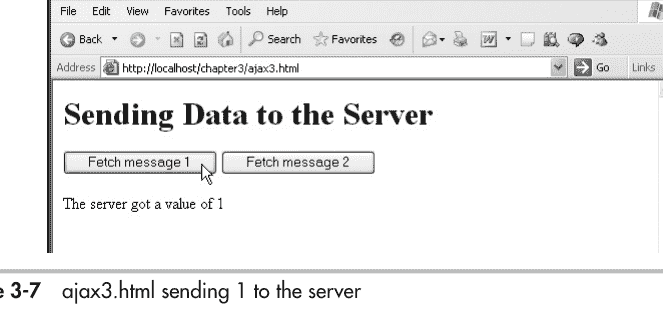 File Edit View Favorites Tools Help
Back Search Favorites
Address http://localhost/chapter3/ajax3.html Go Links
Sending Data to the Server
Fetch message 1 Fetch message 2
The server got a value of 1
3-7 ajax3.html sending 1 to the server